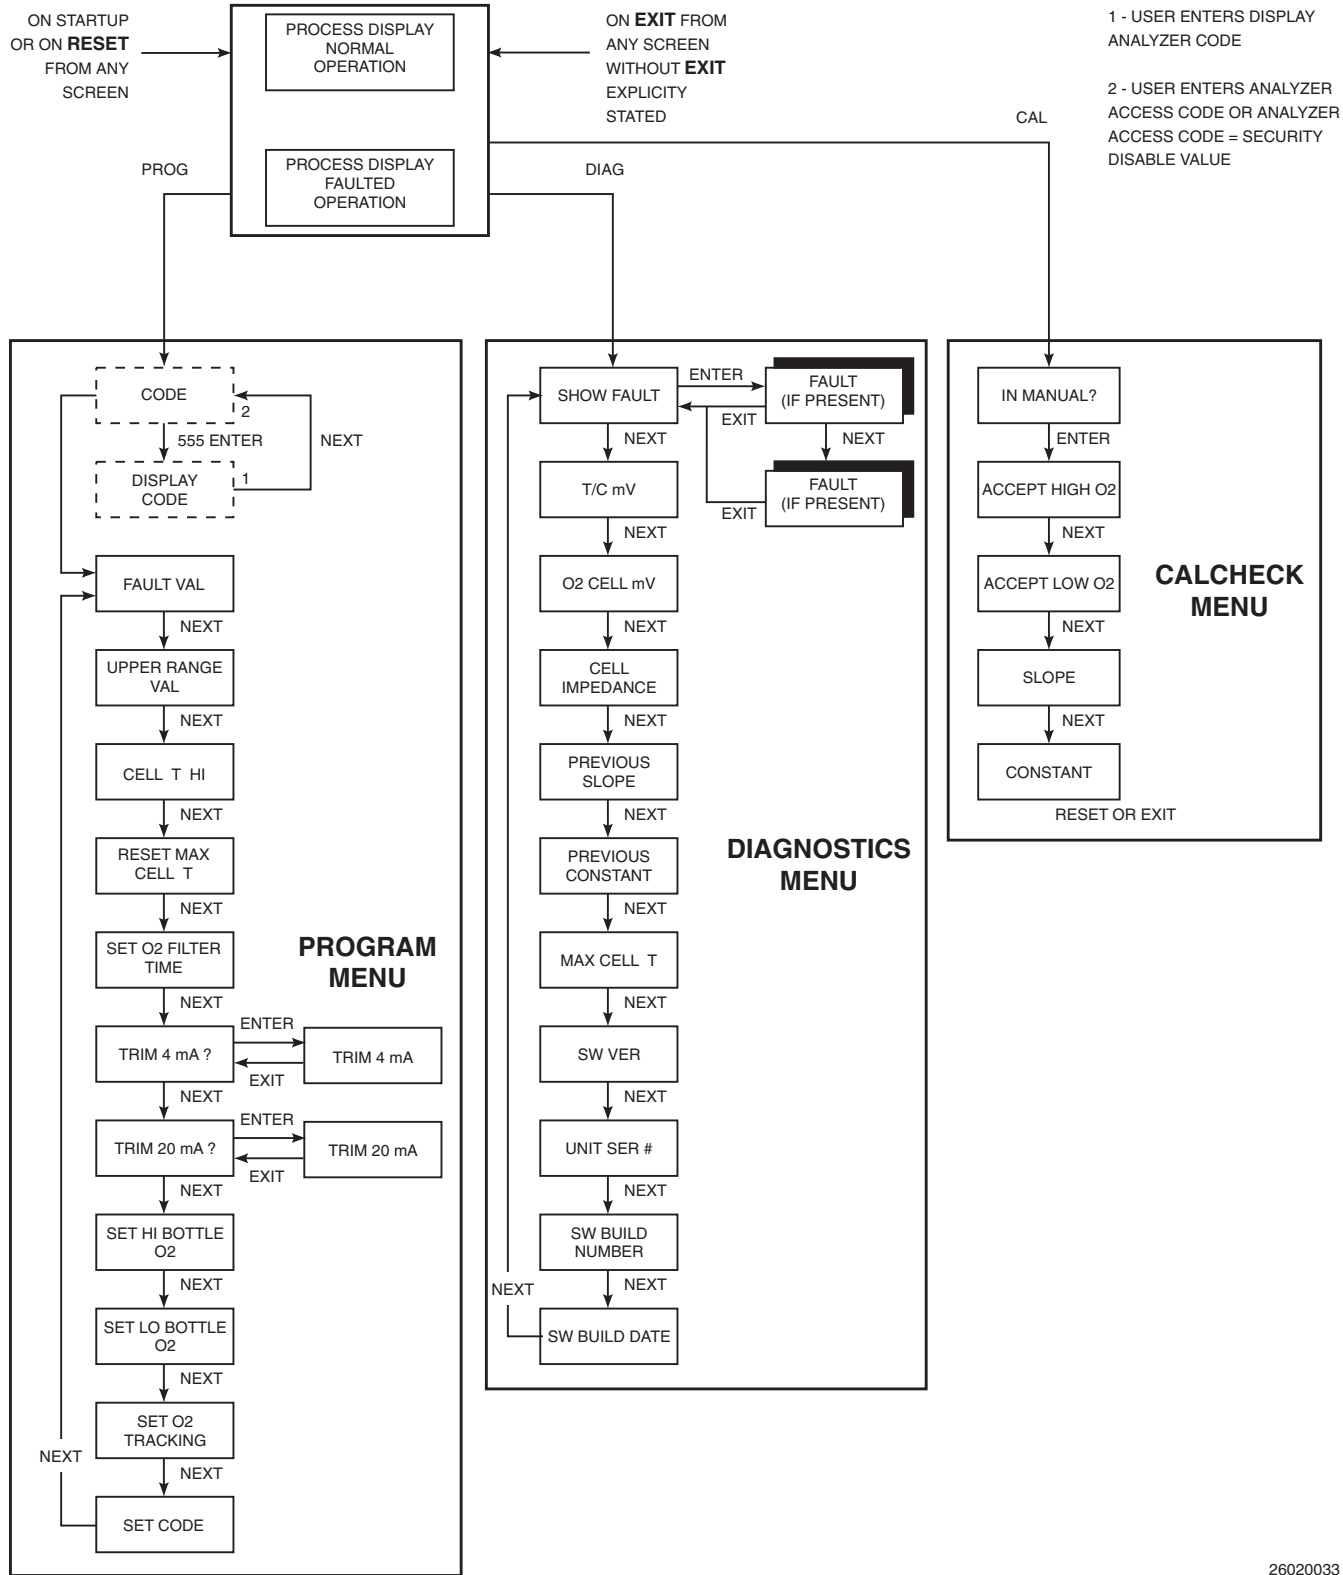 ON STARTUP
OR ON RESET
FROM ANY
SCREEN
PROCESS DISPLAY
NORMAL
OPERATION
PROCESS DISPLAY
FAULTED
OPERATION
ON EXIT FROM
ANY SCREEN
WITHOUT EXIT
EXPLICITY
STATED
1 - USER ENTERS DISPLAY
ANALYZER CODE
2 - USER ENTERS ANALYZER
ACCESS CODE OR ANALYZER
ACCESS CODE = SECURITY
DISABLE VALUE
PROG
DIAG
CAL
CODE
2
555 ENTER
NEXT
DISPLAY
CODE
1
FAULT VAL
NEXT
UPPER RANGE
VAL
NEXT
CELL T HI
NEXT
RESET MAX
CELL T
NEXT
SET O2 FILTER
TIME
NEXT
TRIM 4 mA ?
ENTER
EXIT
TRIM 4 mA
NEXT
TRIM 20 mA ?
ENTER
EXIT
TRIM 20 mA
NEXT
SET HI BOTTLE
O2
NEXT
SET LO BOTTLE
O2
NEXT
SET O2
TRACKING
NEXT
SET CODE
NEXT
PROGRAM
MENU
SHOW FAULT
ENTER
EXIT
FAULT
(IF PRESENT)
NEXT
FAULT
(IF PRESENT)
EXIT
NEXT
T/C mV
NEXT
O2 CELL mV
NEXT
CELL
IMPEDANCE
NEXT
PREVIOUS
SLOPE
NEXT
PREVIOUS
CONSTANT
NEXT
MAX CELL T
NEXT
SW VER
NEXT
UNIT SER #
NEXT
SW BUILD
NUMBER
NEXT
SW BUILD DATE
NEXT
DIAGNOSTICS
MENU
IN MANUAL?
ENTER
ACCEPT HIGH O2
NEXT
ACCEPT LOW O2
NEXT
SLOPE
NEXT
CONSTANT
RESET OR EXIT
CALCHECK
MENU
26020033